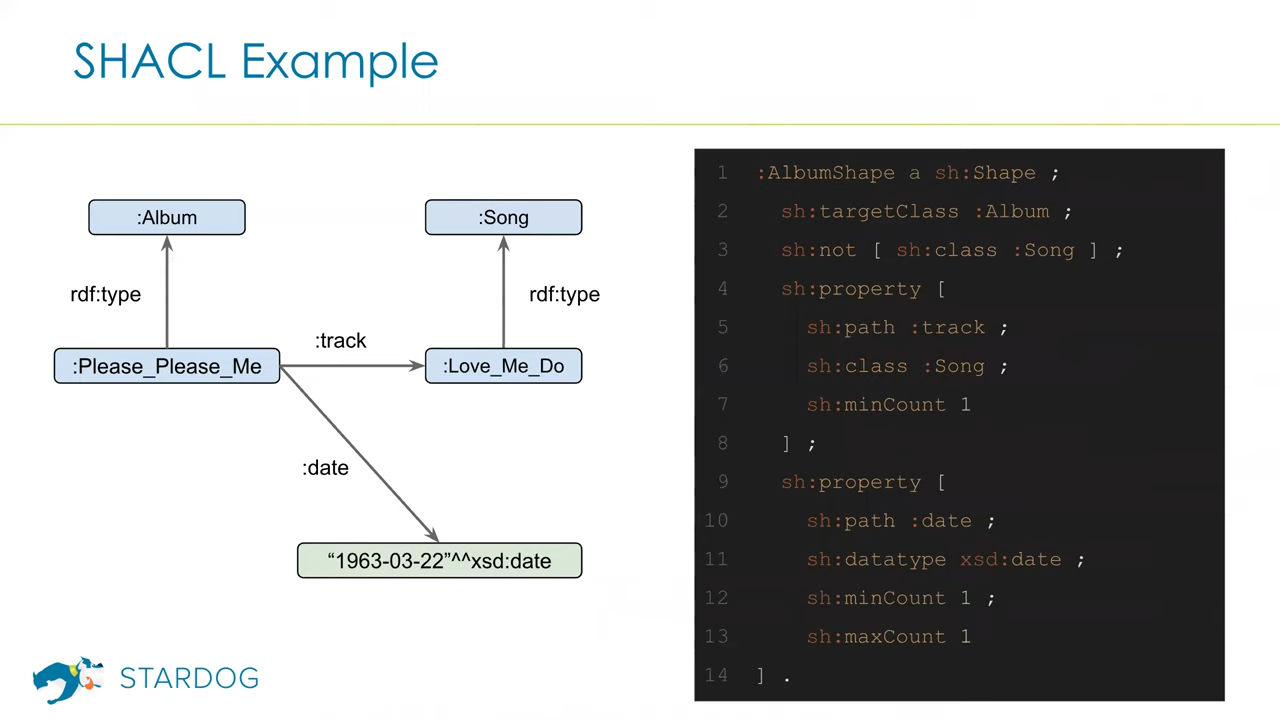 SHACL Example
:Album
:Song
rdf:type
rdf:type
:track
:Please_Please_Me
:Love_Me_Do
:date
“1963-03-22”^^xsd:date
STARDOG
1 :AlbumShape a sh:Shape ;
2 sh:targetClass :Album ;
3 sh:not [ sh:class :Song ] ;
4 sh:property [
5 sh:path :track ;
6 sh:class :Song ;
7 sh:minCount 1
8 ] ;
9 sh:property [
10 sh:path :date ;
11 sh:datatype xsd:date ;
12 sh:minCount 1 ;
13 sh:maxCount 1
14 ] .